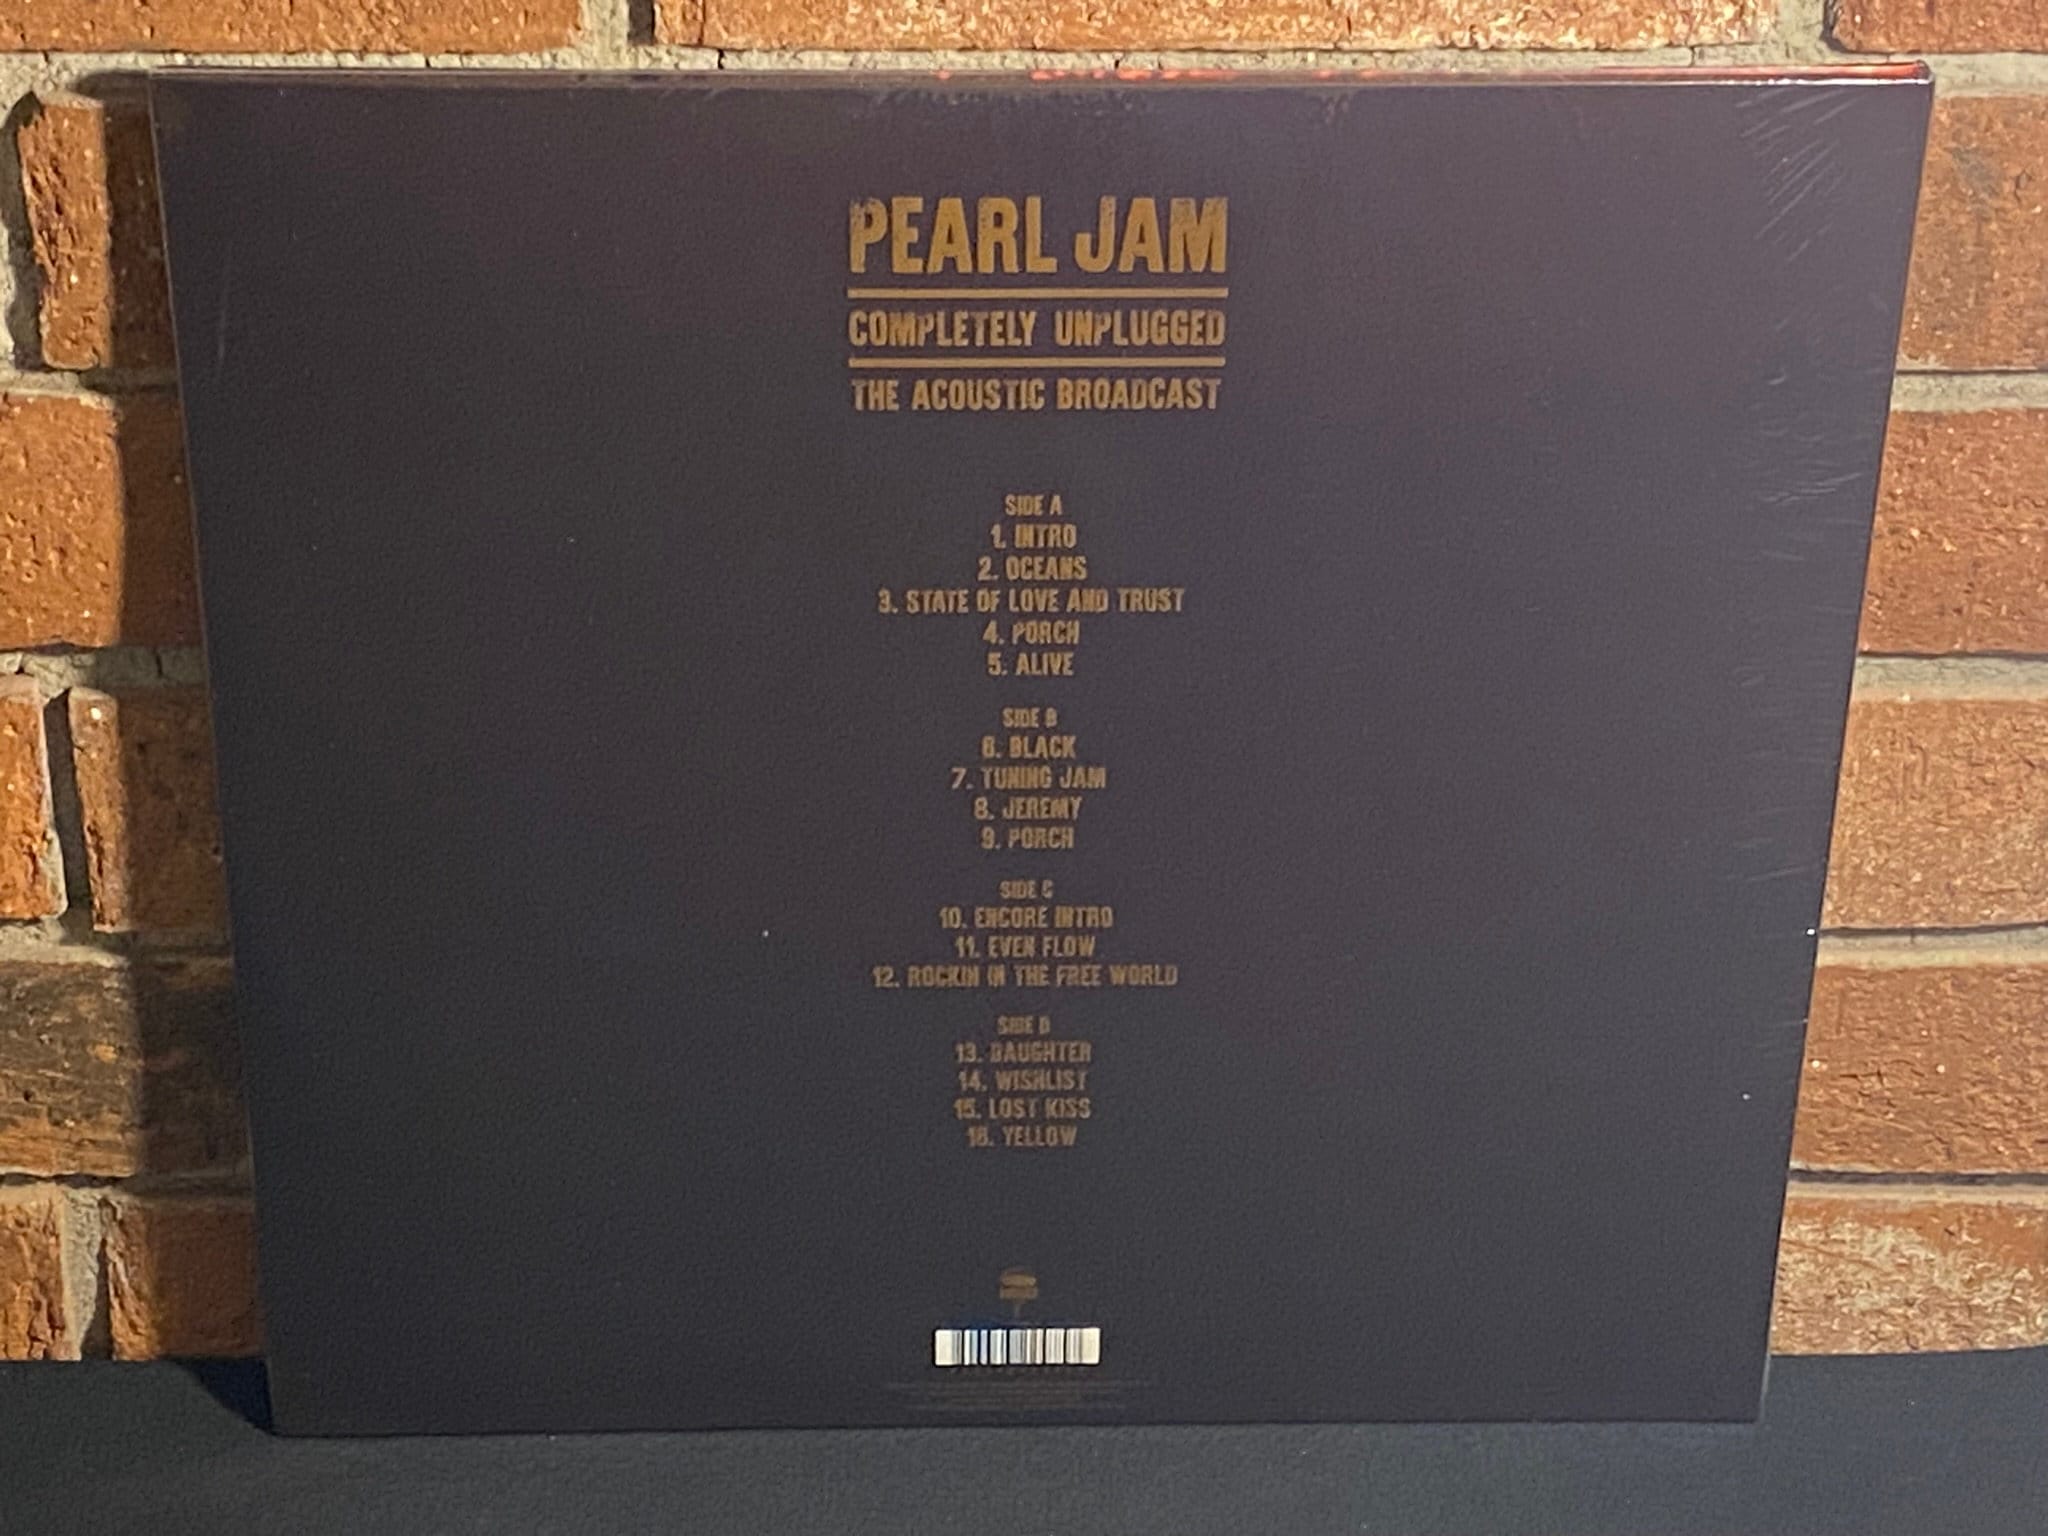 PEARL JAM
COMPLETELY UNPLUGGED
THE ACOUSTIC BROADCAST
SIDE A
1. INTRO
2. OCEANS
3. STATE OF LOVE AND TRUST
4. PORCH
5. ALIVE
SIDE B
6. BLACK
7. TUNING JAM
8. JEREMY
9. PORCH
SIDE C
10. ENCORE INTRO
11. EVEN FLOW
12. ROCKIN IN THE FREE WORLD
SIDE D
13. DAUGHTER
14. WISHLIST
15. LOST KISS
16. YELLOW